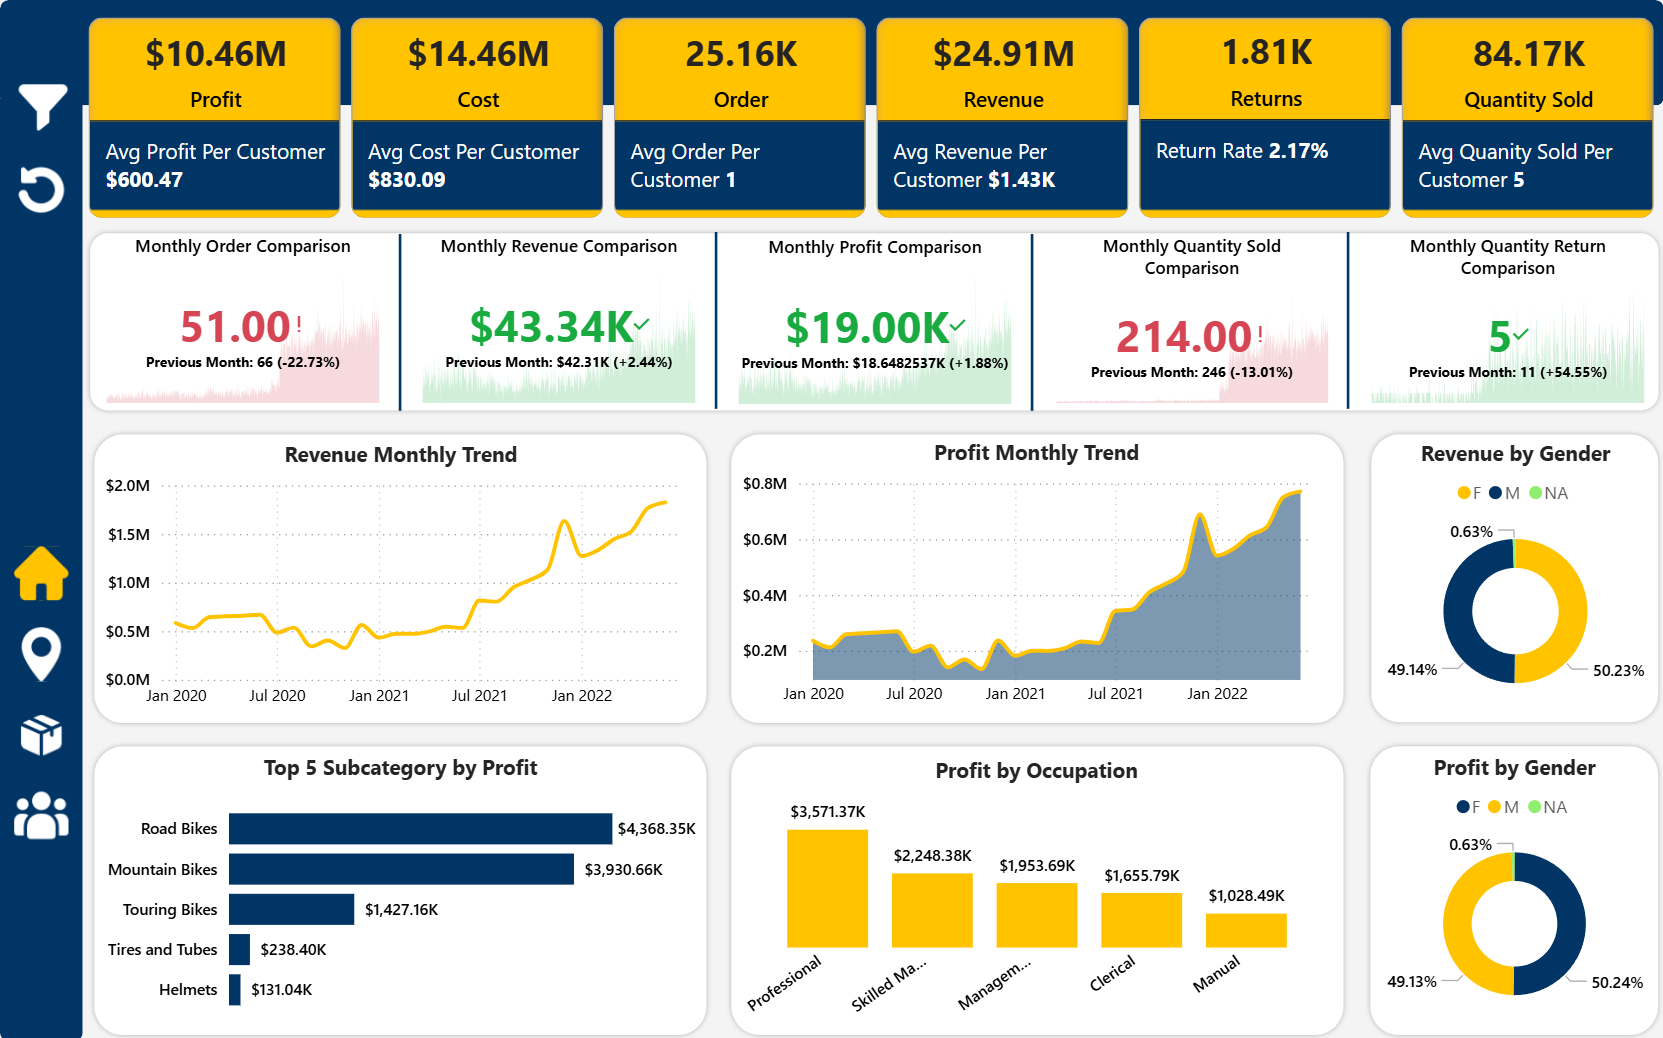 $10.46M
Profit
Avg Profit Per Customer
$600.47
$14.46M
Cost
Avg Cost Per Customer
$830.09
25.16K
Order
Avg Order Per
Customer 1
$24.91M
Revenue
Avg Revenue Per
Customer $1.43K
1.81K
Returns
Return Rate 2.17%
84.17K
Quantity Sold
Avg Quanity Sold Per
Customer 5
Monthly Order Comparison
51.00!
Previous Month: 66 (-22.73%)
Monthly Revenue Comparison
$43.34K
Previous Month: $42.31K (+2.44%)
Monthly Profit Comparison
$19.00K
Previous Month: $18.6482537K (+1.88%)
Monthly Quantity Sold
Comparison
214.00!
Previous Month: 246 (-13.01%)
Monthly Quantity Return
Comparison
5
Previous Month: 11 (+54.55%)
Revenue Monthly Trend
$2.0M
$1.5M
$1.0M
$0.5M
$0.0M
Jan 2020 Jul 2020 Jan 2021 Jul 2021 Jan 2022
Profit Monthly Trend
$0.8M
$0.6M
$0.4M
$0.2M
Jan 2020 Jul 2020 Jan 2021 Jul 2021 Jan 2022
Revenue by Gender
F M NA
0.63%
49.14%
50.23%
Top 5 Subcategory by Profit
Road Bikes $4,368.35K
Mountain Bikes $3,930.66K
Touring Bikes $1,427.16K
Tires and Tubes $238.40K
Helmets $131.04K
Profit by Occupation
$3,571.37K
$2,248.38K
$1,953.69K
$1,655.79K
$1,028.49K
Professional
Skilled Ma...
Managem...
Clerical
Manual
Profit by Gender
F M NA
0.63%
49.13%
50.24%